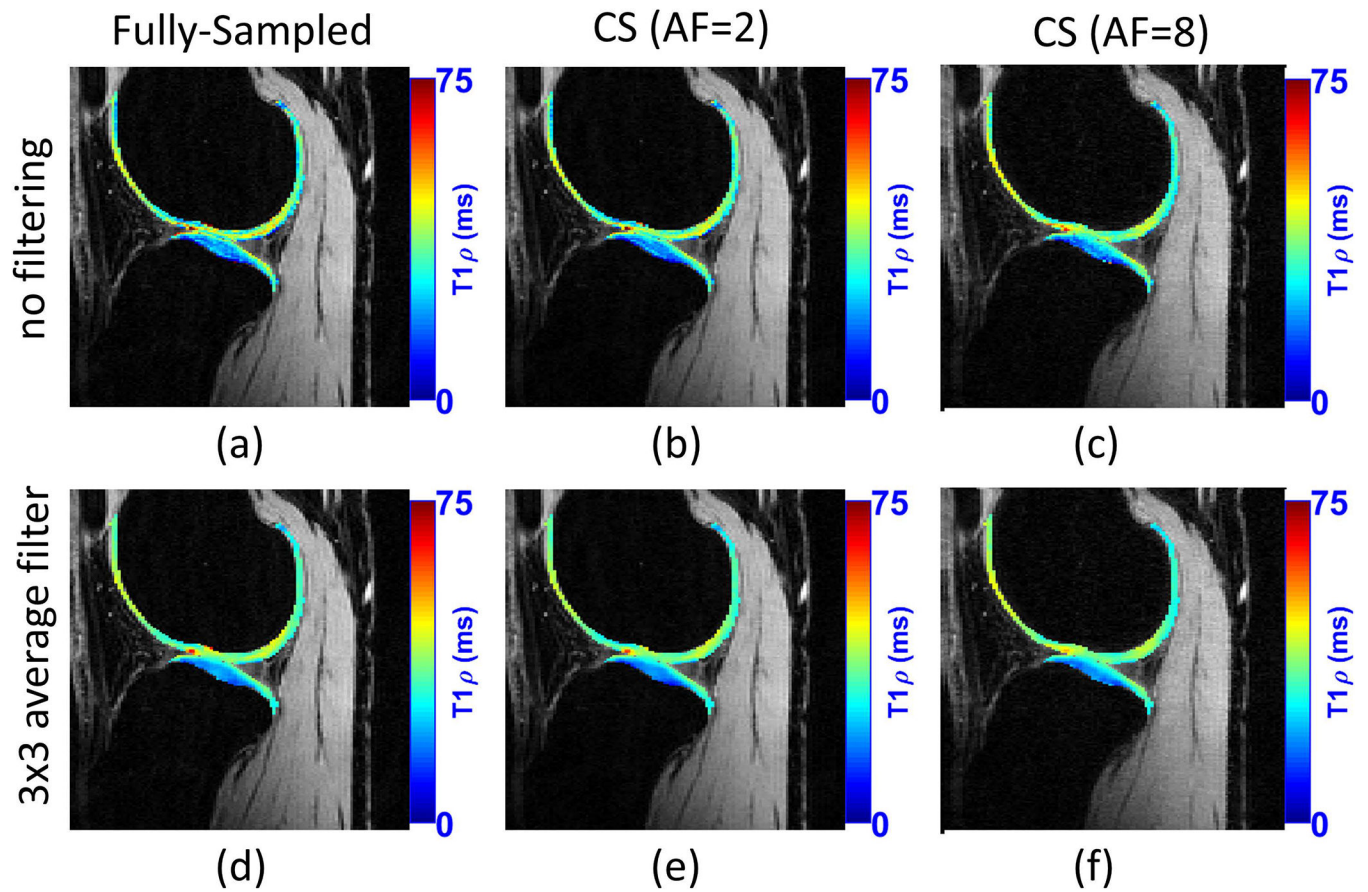 Fully-Sampled
CS (AF=2)
CS (AF=8)
no filtering
75
T1ρ (ms)
0
75
T1ρ (ms)
0
75
T1ρ (ms)
0
(a)
(b)
(c)
3x3 average filter
75
T1ρ (ms)
0
75
T1ρ (ms)
0
75
T1ρ (ms)
0
(d)
(e)
(f)